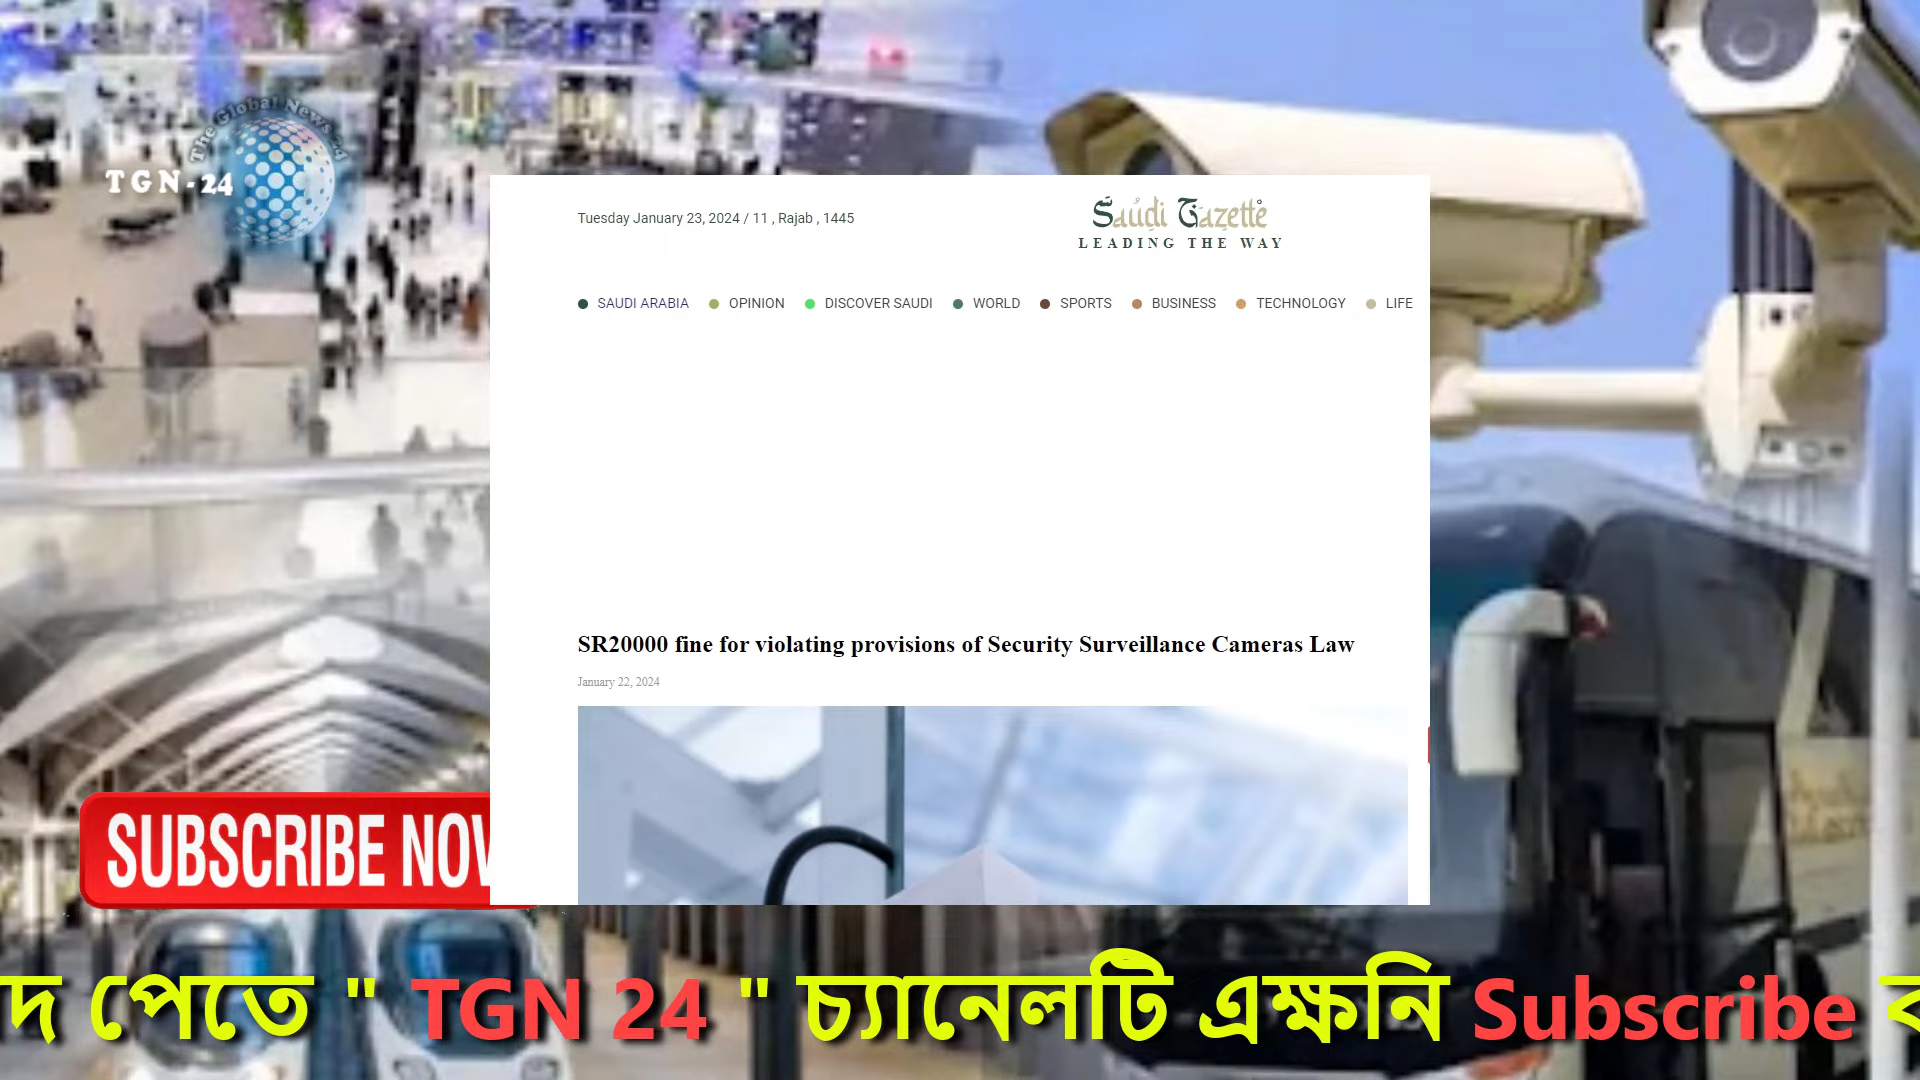 The Global News 24
TGN-24
Tuesday January 23, 2024 / 11 , Rajab , 1445
Saudi Gazette
LEADING THE WAY
SAUDI ARABIA
OPINION
DISCOVER SAUDI
WORLD
SPORTS
BUSINESS
TECHNOLOGY
LIFE
SR20000 fine for violating provisions of Security Surveillance Cameras Law
January 22, 2024
SUBSCRIBE NOW
পেতে " TGN 24 " চ্যানেলটি এক্ষনি Subscribe